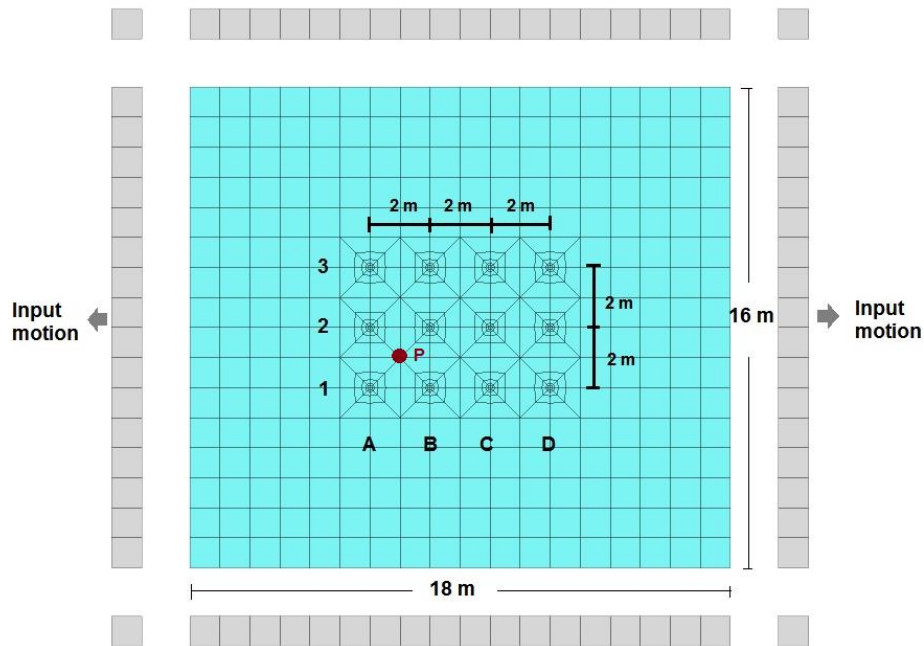 2 m 2 m 2 m
3
Input
motion
2
1
2 m
2 m
P
16 m
Input
motion
A B C D
18 m